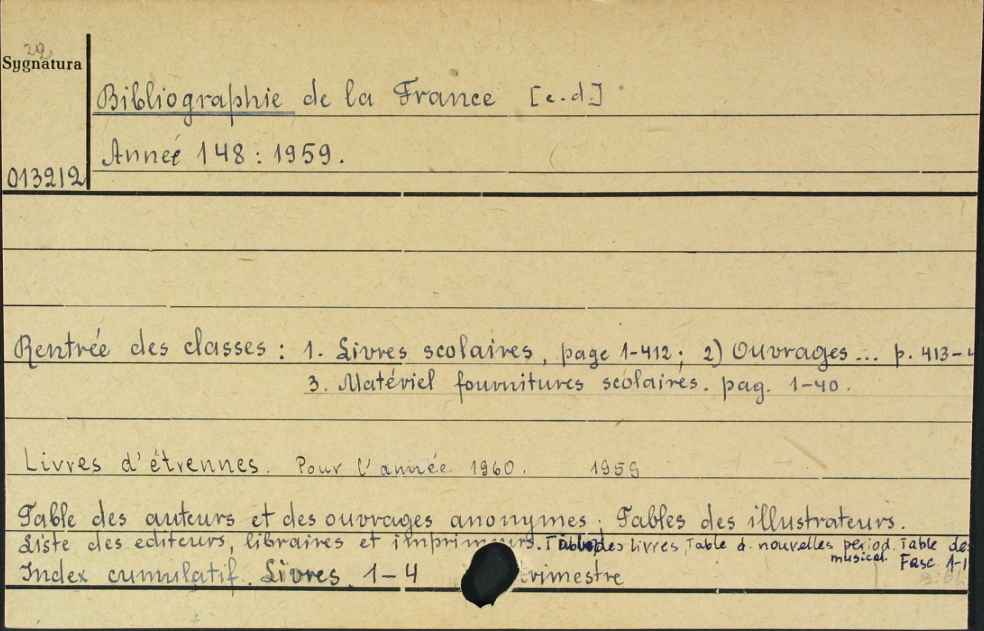 29
Sygnatura
Bibliographie de la France [e.d.]
Année 148 : 1959.
013212
Rentrée des classes : 1. Livres scolaires, page 1-412 ; 2) Ouvrages ... p. 413-4
3. Matériel fournitures scolaires. pag. 1-40.
Livres d'étrennes. Pour l'année 1960. 1959
Table des auteurs et des ouvrages anonymes ; Tables des illustrateurs.
Liste des editeurs, libraires et imprimeurs. Table des livres, Table d. nouvelles period. Table des
musical Fasc. 1-1
Index cumulatif. Livres. 1-4 trimestre